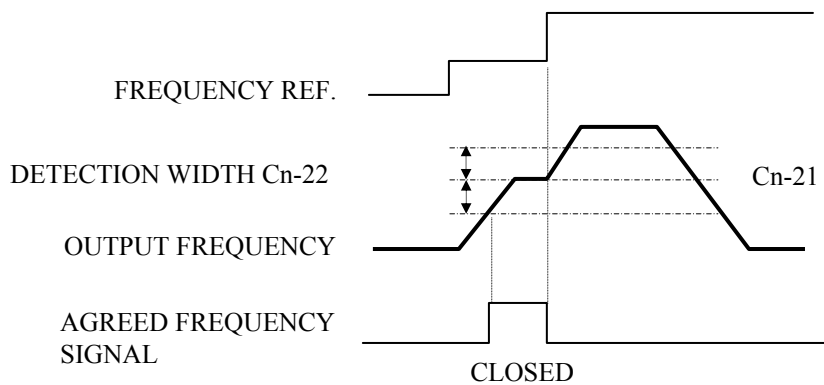 FREQUENCY REF.
DETECTION WIDTH Cn-22
Cn-21
OUTPUT FREQUENCY
AGREED FREQUENCY
SIGNAL
CLOSED